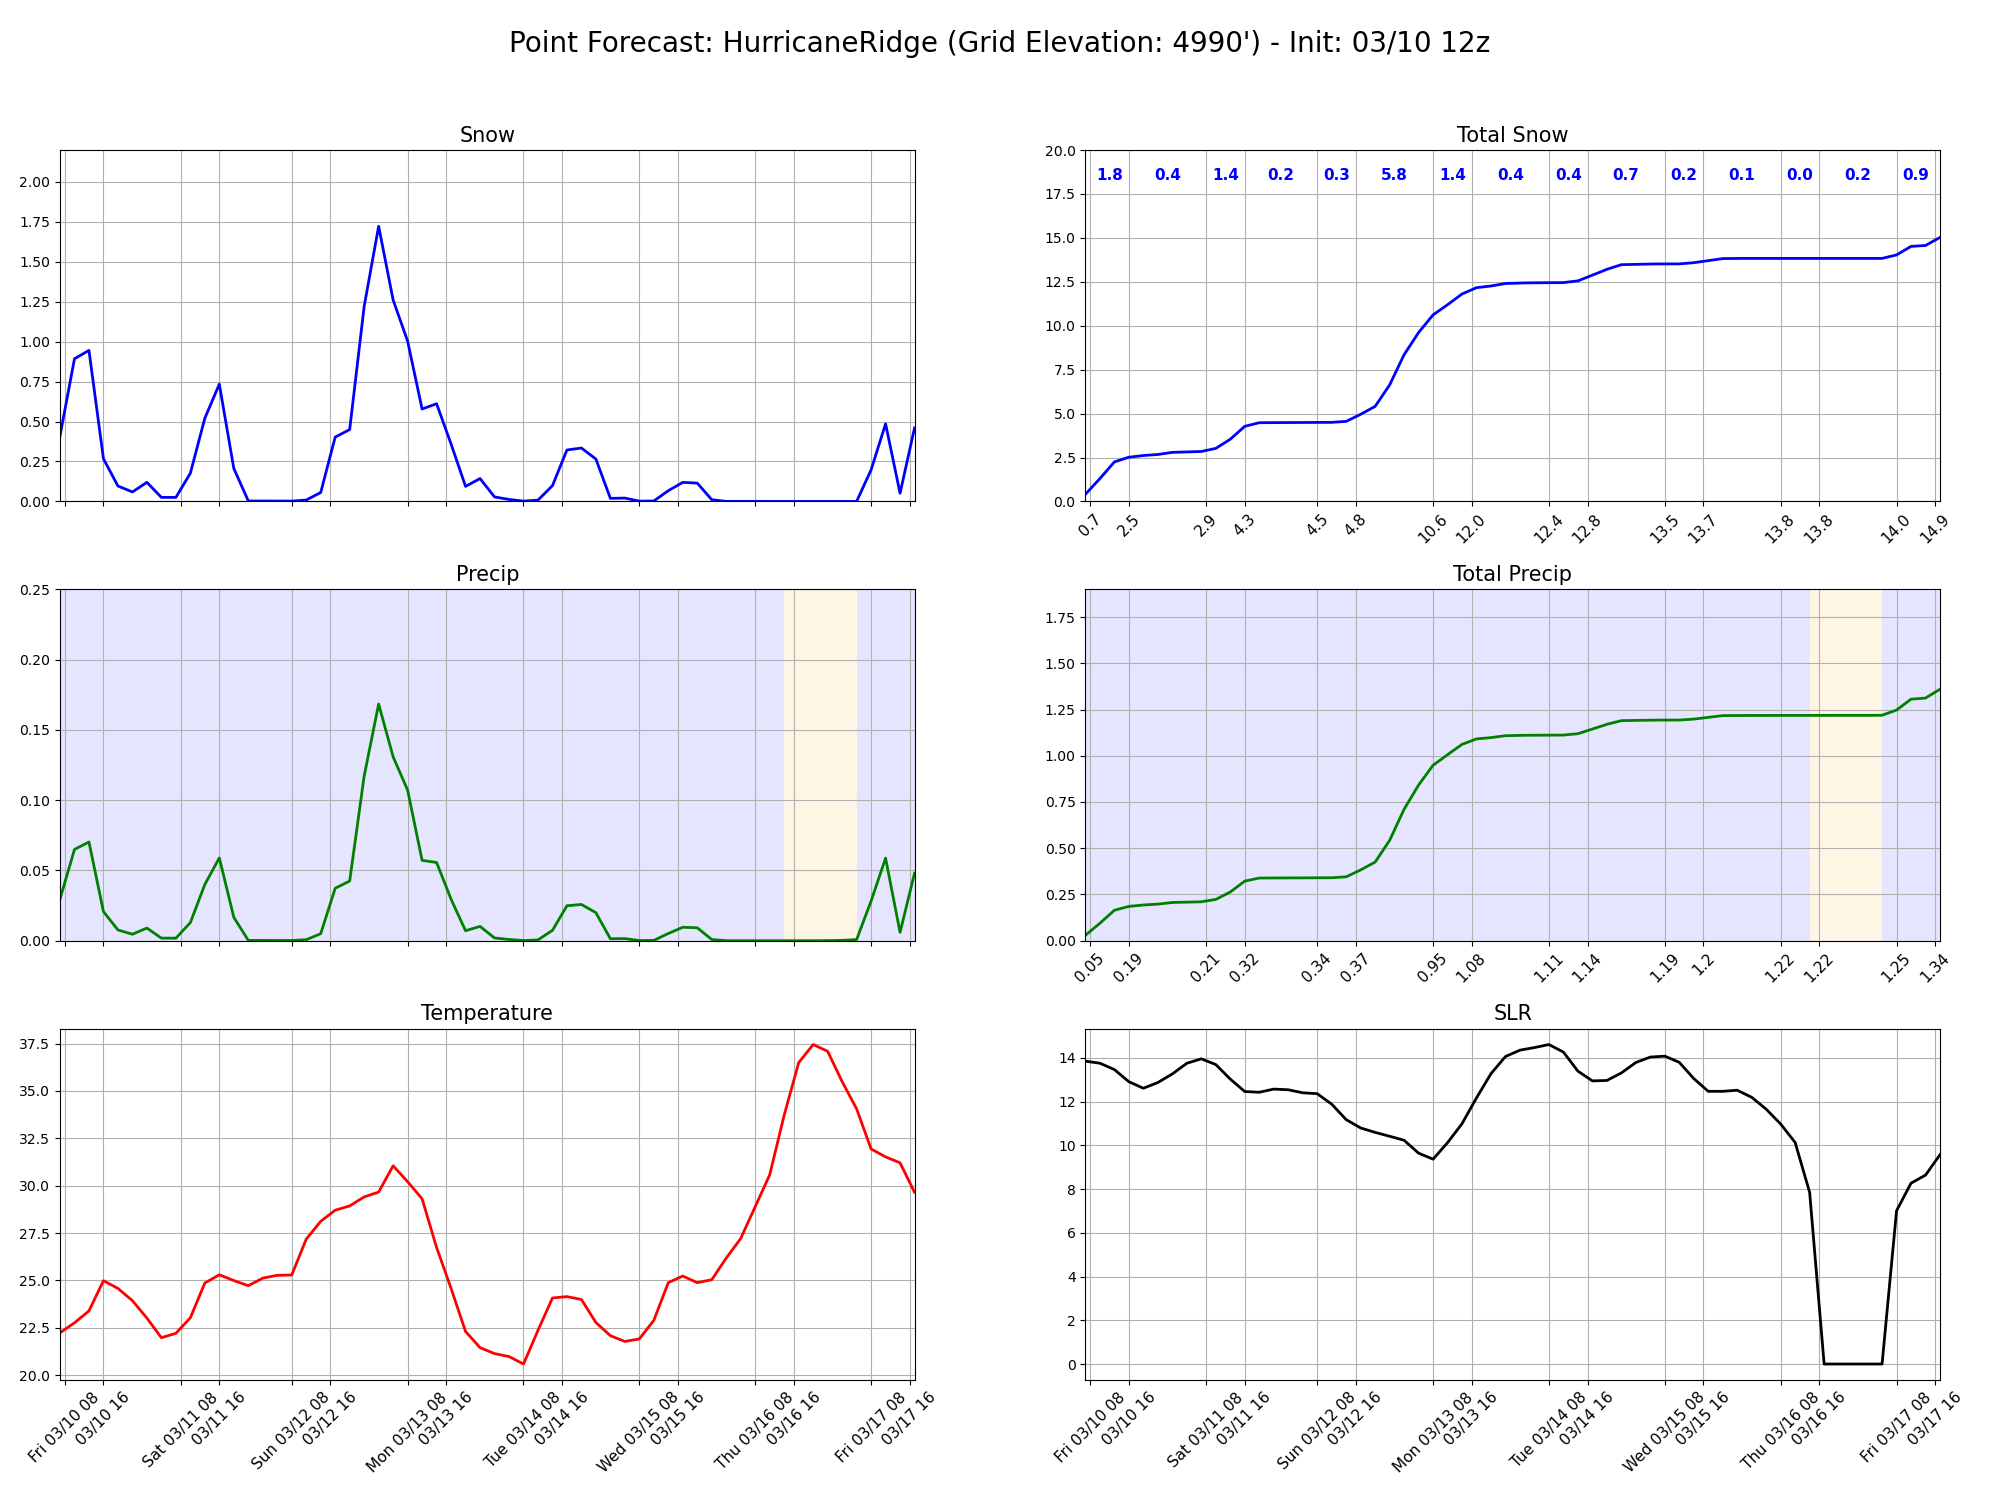 Point Forecast: HurricaneRidge (Grid Elevation: 4990') - Init: 03/10 12z
Snow
2.00
1.75
1.50
1.25
1.00
0.75
0.50
0.25
0.00
Total Snow
20.0
17.5
15.0
12.5
10.0
7.5
5.0
2.5
0.0
1.8 0.4 1.4 0.2 0.3 5.8 1.4 0.4 0.4 0.7 0.2 0.1 0.0 0.2 0.9
0.7 2.5 2.9 4.3 4.5 4.8 10.6 12.0 12.4 12.8 13.5 13.7 13.8 13.8 14.0 14.9
Precip
0.25
0.20
0.15
0.10
0.05
0.00
Total Precip
1.75
1.50
1.25
1.00
0.75
0.50
0.25
0.00
0.05 0.19 0.21 0.32 0.34 0.37 0.95 1.08 1.11 1.14 1.19 1.2 1.22 1.22 1.25 1.34
Temperature
37.5
35.0
32.5
30.0
27.5
25.0
22.5
20.0
Fri 03/10 08
03/10 16
Sat 03/11 08
03/11 16
Sun 03/12 08
03/12 16
Mon 03/13 08
03/13 16
Tue 03/14 08
03/14 16
Wed 03/15 08
03/15 16
Thu 03/16 08
03/16 16
Fri 03/17 08
03/17 16
SLR
14
12
10
8
6
4
2
0
Fri 03/10 08
03/10 16
Sat 03/11 08
03/11 16
Sun 03/12 08
03/12 16
Mon 03/13 08
03/13 16
Tue 03/14 08
03/14 16
Wed 03/15 08
03/15 16
Thu 03/16 08
03/16 16
Fri 03/17 08
03/17 16